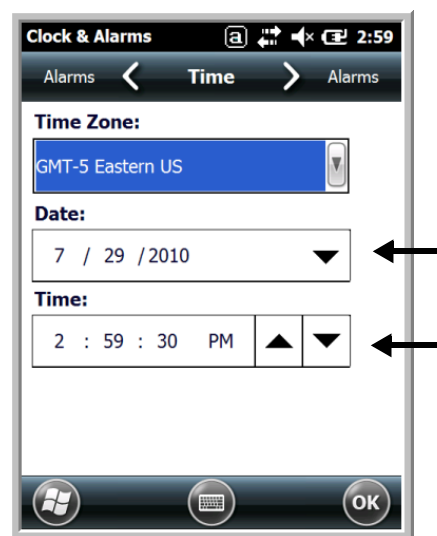 Clock & Alarms a 2:59
Alarms Time Alarms
Time Zone:
GMT-5 Eastern US
Date:
7 / 29 / 2010
Time:
2 : 59 : 30 PM
OK